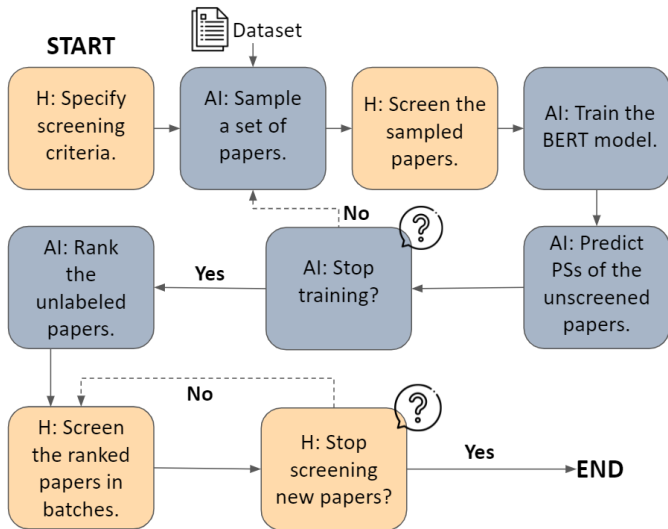 START
Dataset
H: Specify
screening
criteria.
AI: Sample
a set of
papers.
H: Screen the
sampled
papers.
AI: Train the
BERT model.
No
?
AI: Rank
the
unlabeled
papers.
Yes
AI: Stop
training?
AI: Predict
PSs of the
unscreened
papers.
No
?
H: Screen
the ranked
papers in
batches.
H: Stop
screening
new papers?
Yes
END